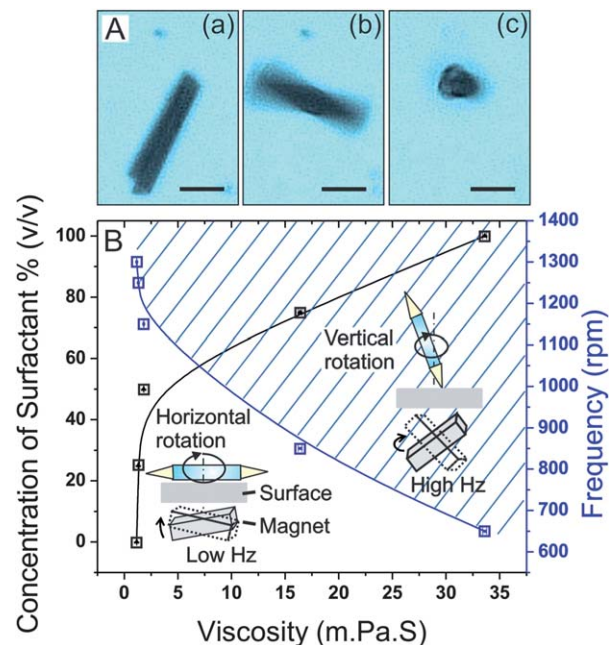 A (a) (b) (c)
B
Concentration of Surfactant % (v/v)
100
80
60
40
20
0
1400
1300
1200
1100
1000
900
800
700
600
Frequency (rpm)
Vertical
rotation
High Hz
Horizontal
rotation
Surface
Magnet
Low Hz
0 5 10 15 20 25 30 35
Viscosity (m.Pa.S)